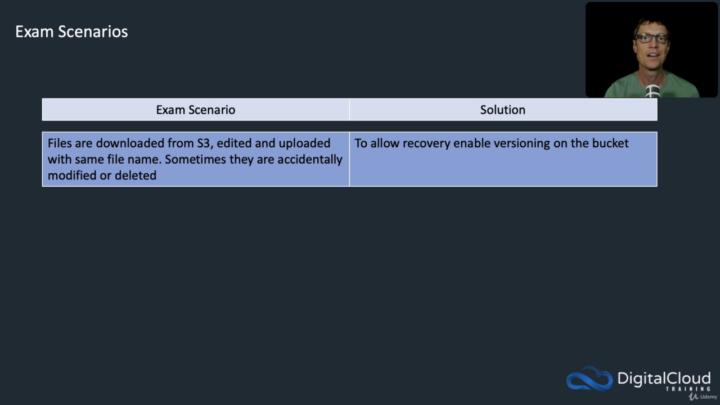 Exam Scenarios
Exam Scenario
Solution
Files are downloaded from S3, edited and uploaded
with same file name. Sometimes they are accidentally
modified or deleted
To allow recovery enable versioning on the bucket
DigitalCloud
TRAINING
Udemy